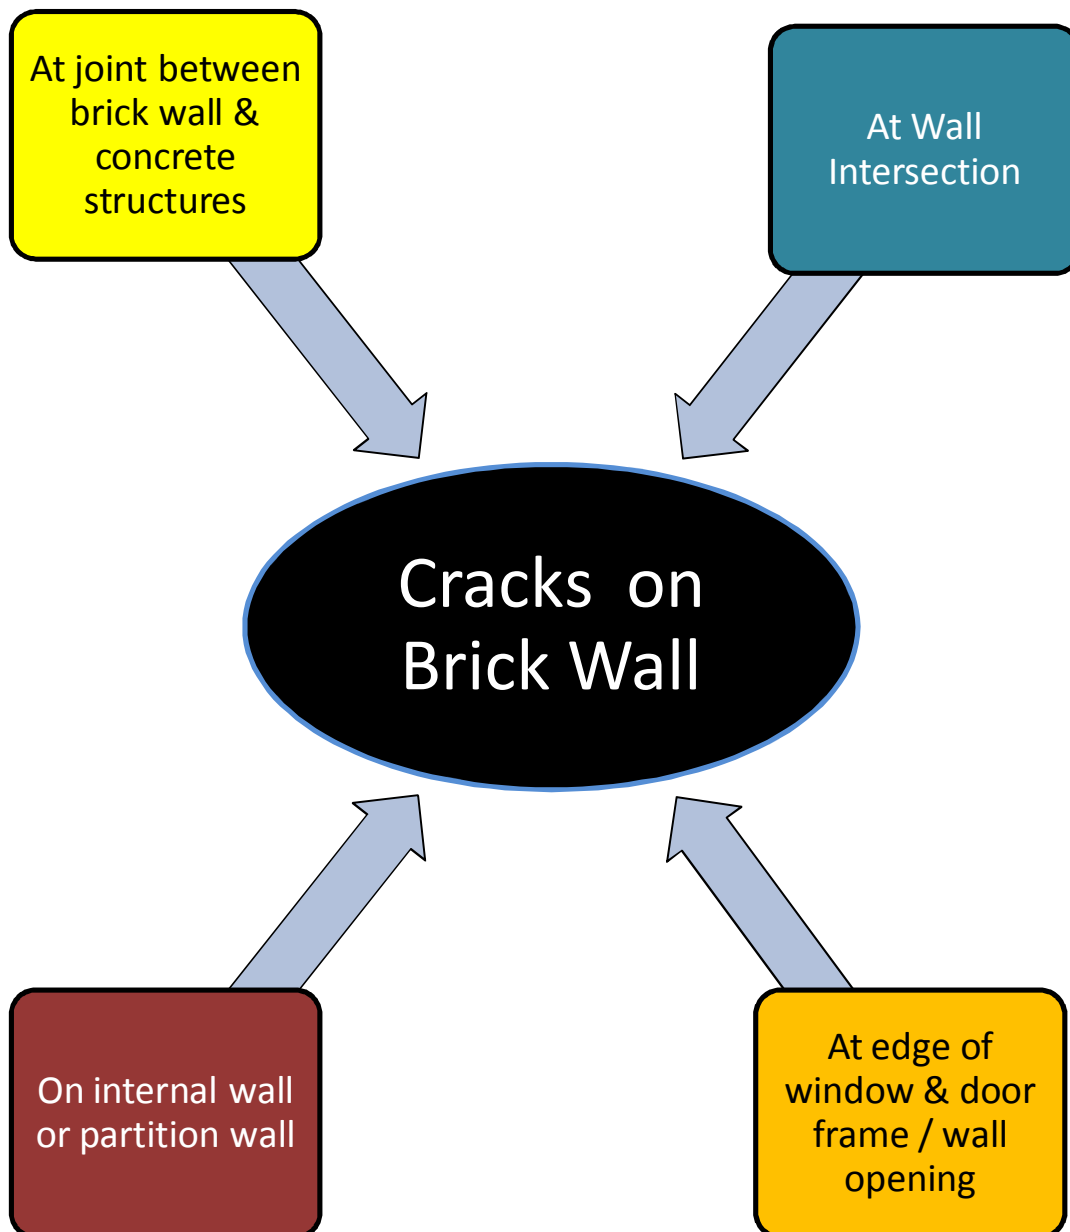 At joint between
brick wall &
concrete
structures
At Wall
Intersection
Cracks on
Brick Wall
On internal wall
or partition wall
At edge of
window & door
frame / wall
opening